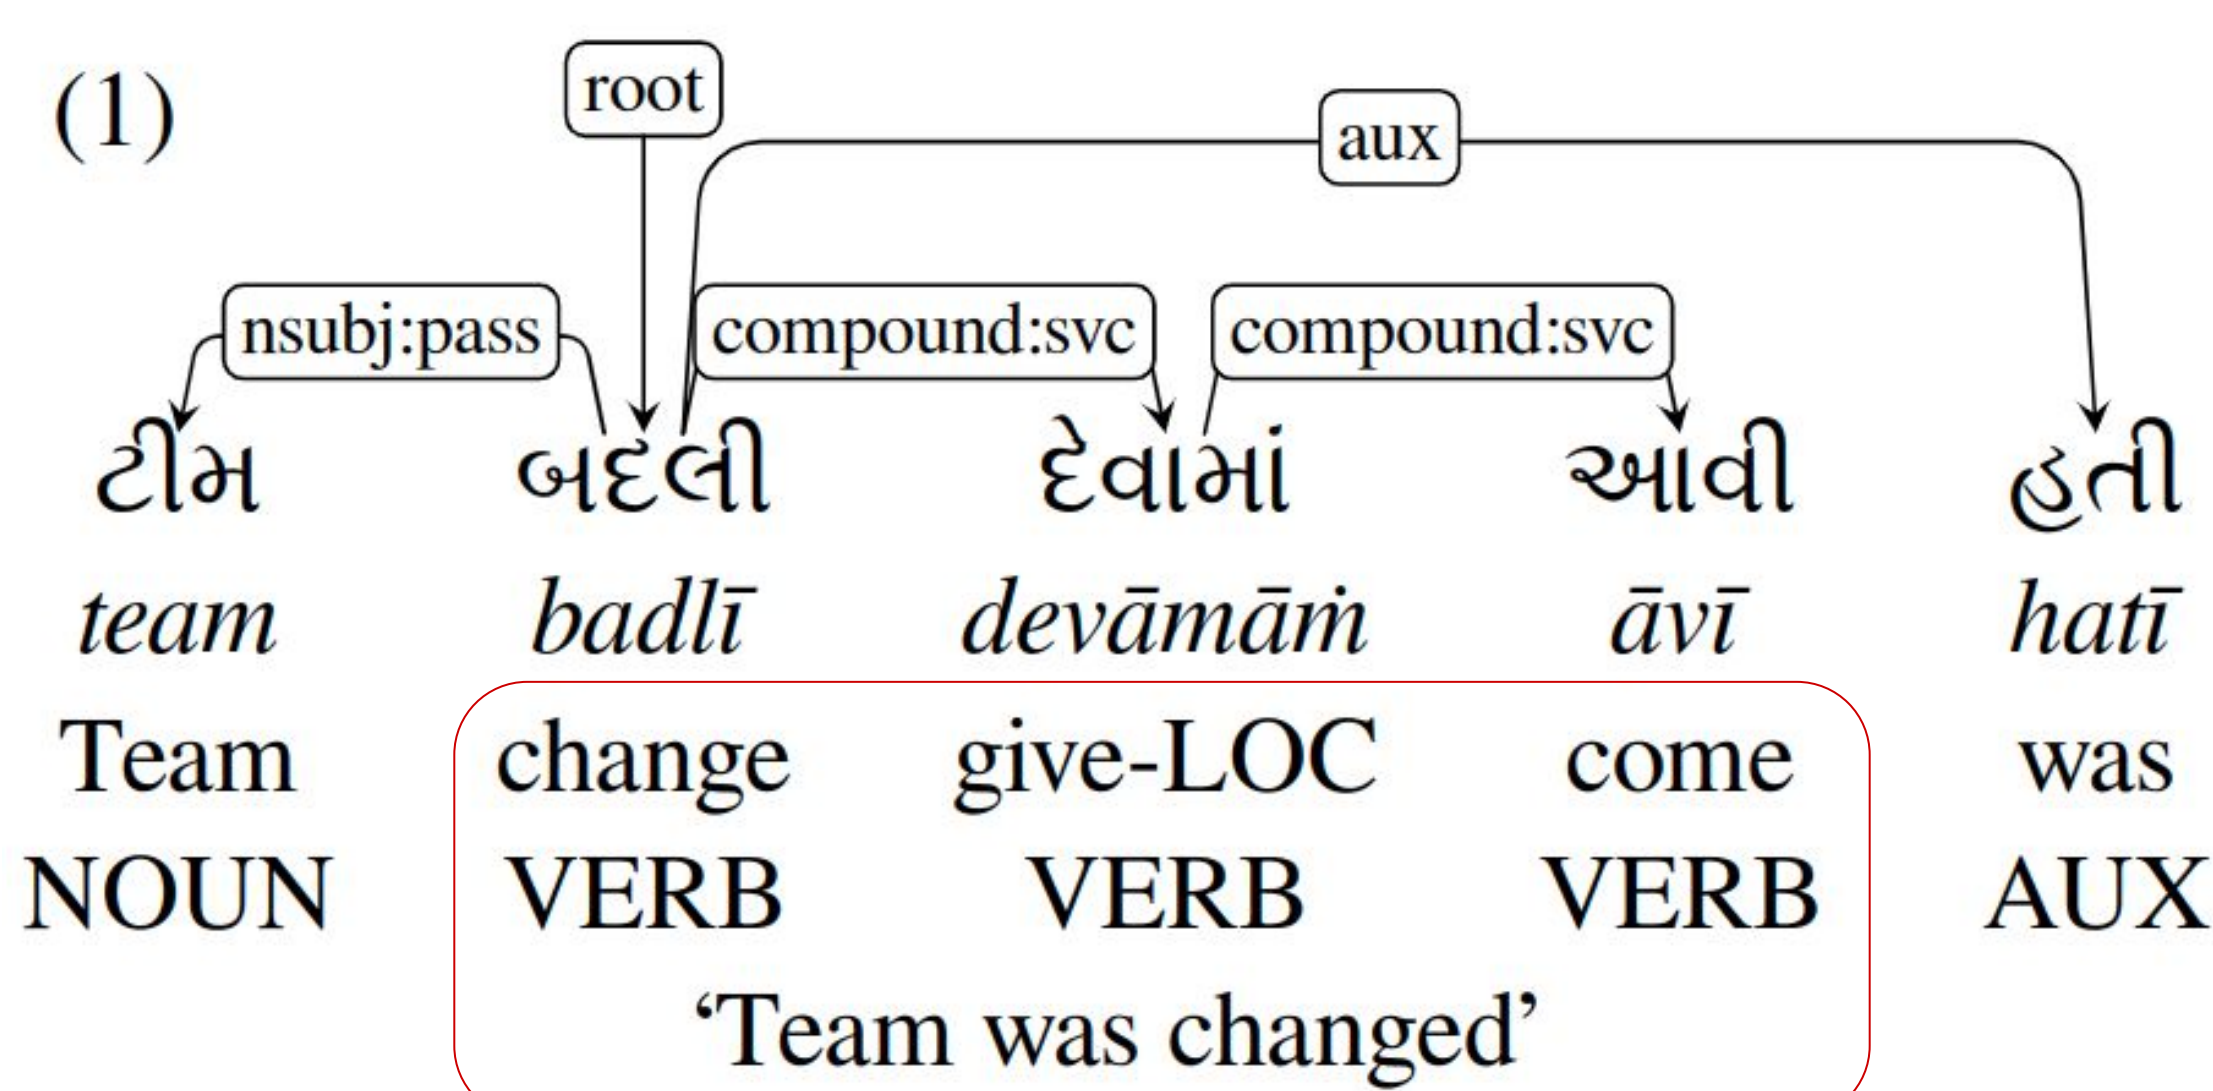 (1)
root
aux
nsubj:pass compound:svc compound:svc
ટીમ બદલી દેવામાં આવી હતી
team badlī devāmāṁ āvī hatī
Team change give-LOC come was
NOUN VERB VERB VERB AUX
‘Team was changed’